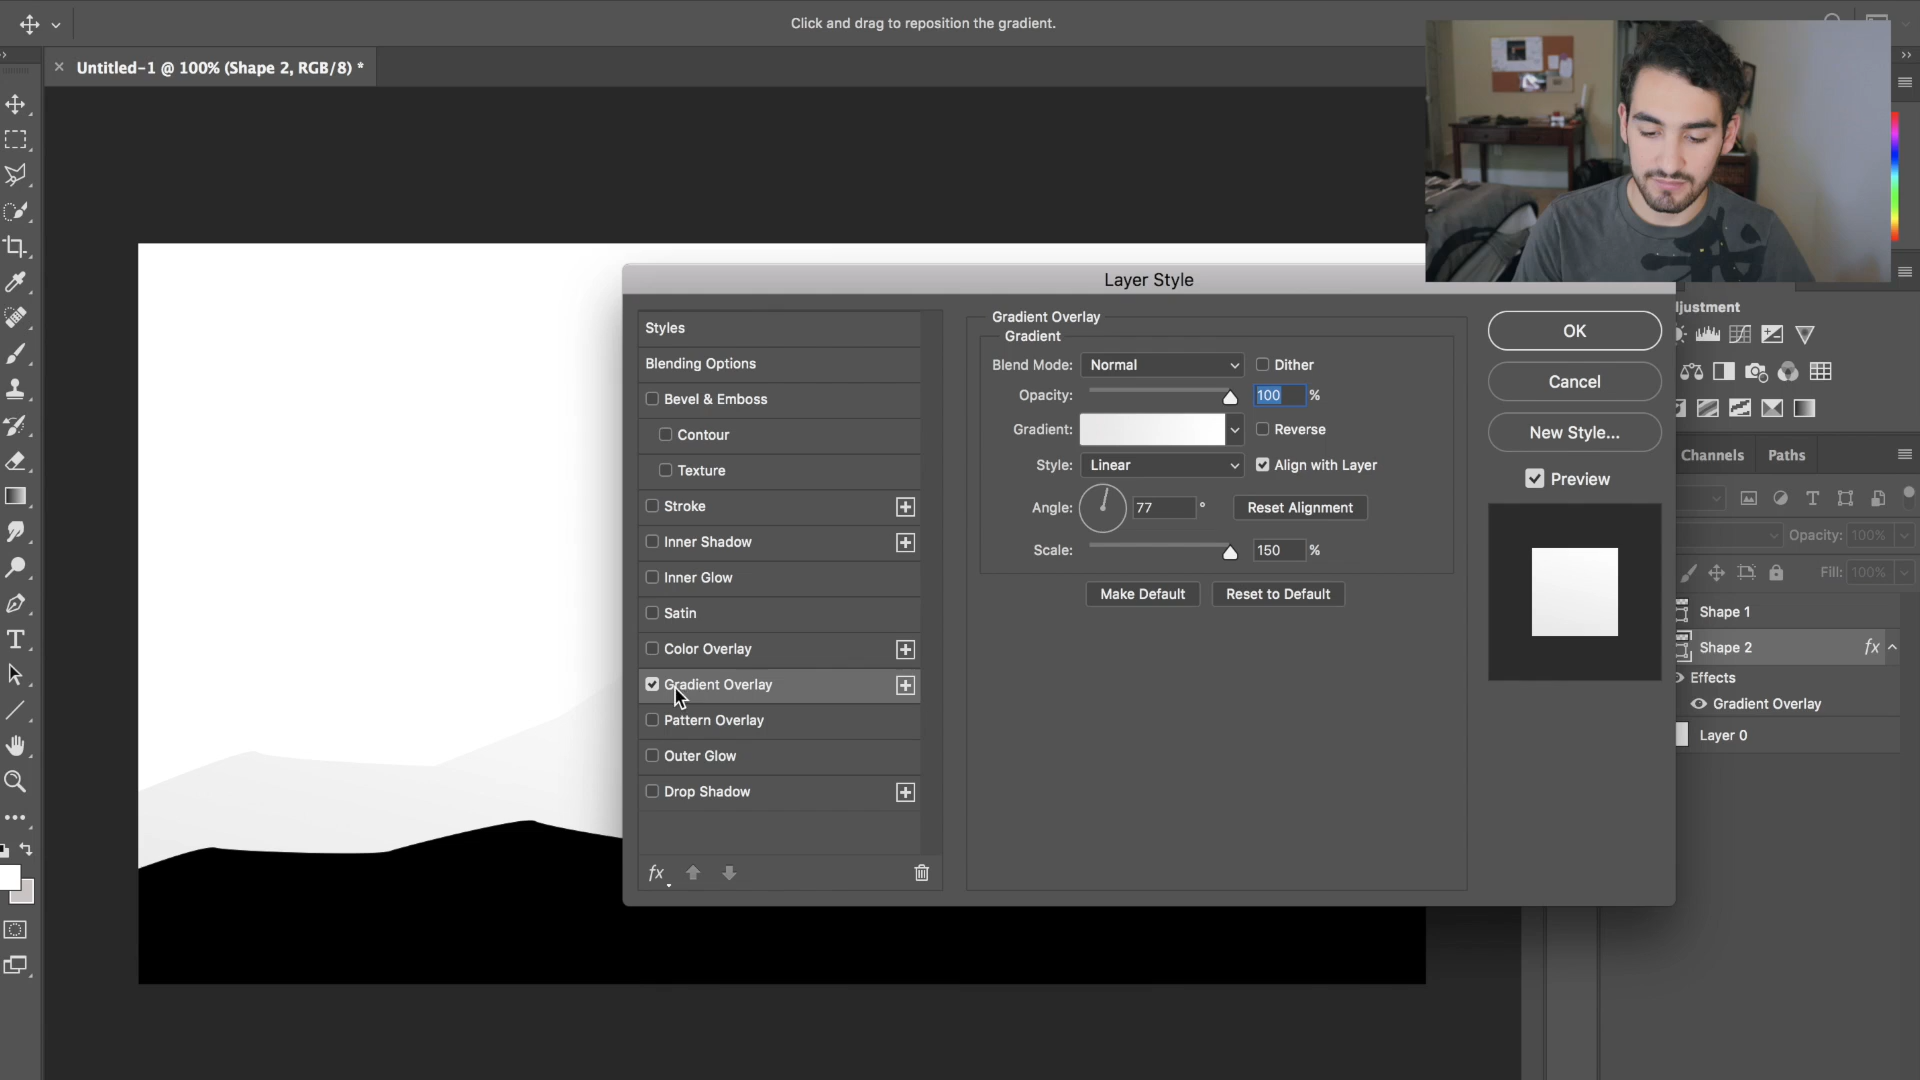 Click and drag to reposition the gradient.
Untitled-1 @ 100% (Shape 2, RGB/8) *
Layer Style
Styles
Blending Options
Bevel & Emboss
Contour
Texture
Stroke
Inner Shadow
Inner Glow
Satin
Color Overlay
Gradient Overlay
Pattern Overlay
Outer Glow
Drop Shadow
fx
Gradient Overlay
Gradient
Blend Mode: Normal Dither
Opacity: 100 %
Gradient: Reverse
Style: Linear Align with Layer
Angle: 77 ° Reset Alignment
Scale: 150 %
Make Default Reset to Default
OK
Cancel
New Style...
Preview
djustment
Channels Paths
Opacity: 100%
Fill: 100%
Shape 1
Shape 2 fx
Effects
Gradient Overlay
Layer 0